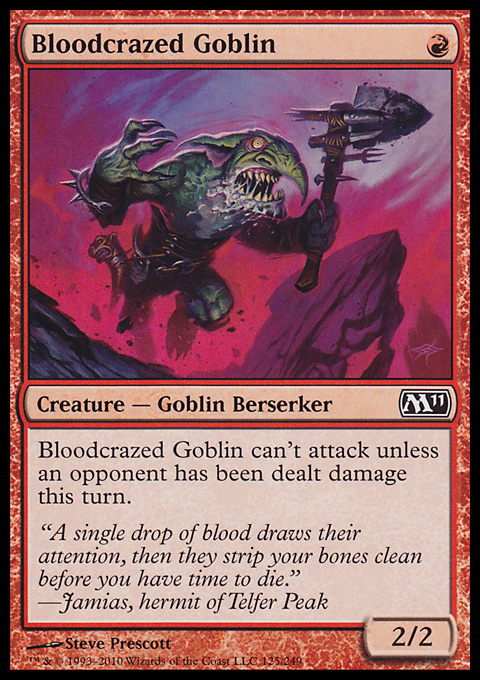 Bloodcrazed Goblin
Creature — Goblin Berserker
M11
Bloodcrazed Goblin can't attack unless
an opponent has been dealt damage
this turn.
"A single drop of blood draws their
attention, then they strip your bones clean
before you have time to die."
—Jamias, hermit of Telfer Peak
Steve Prescott
2/2
™ & © 1993–2010 Wizards of the Coast LLC 125/249